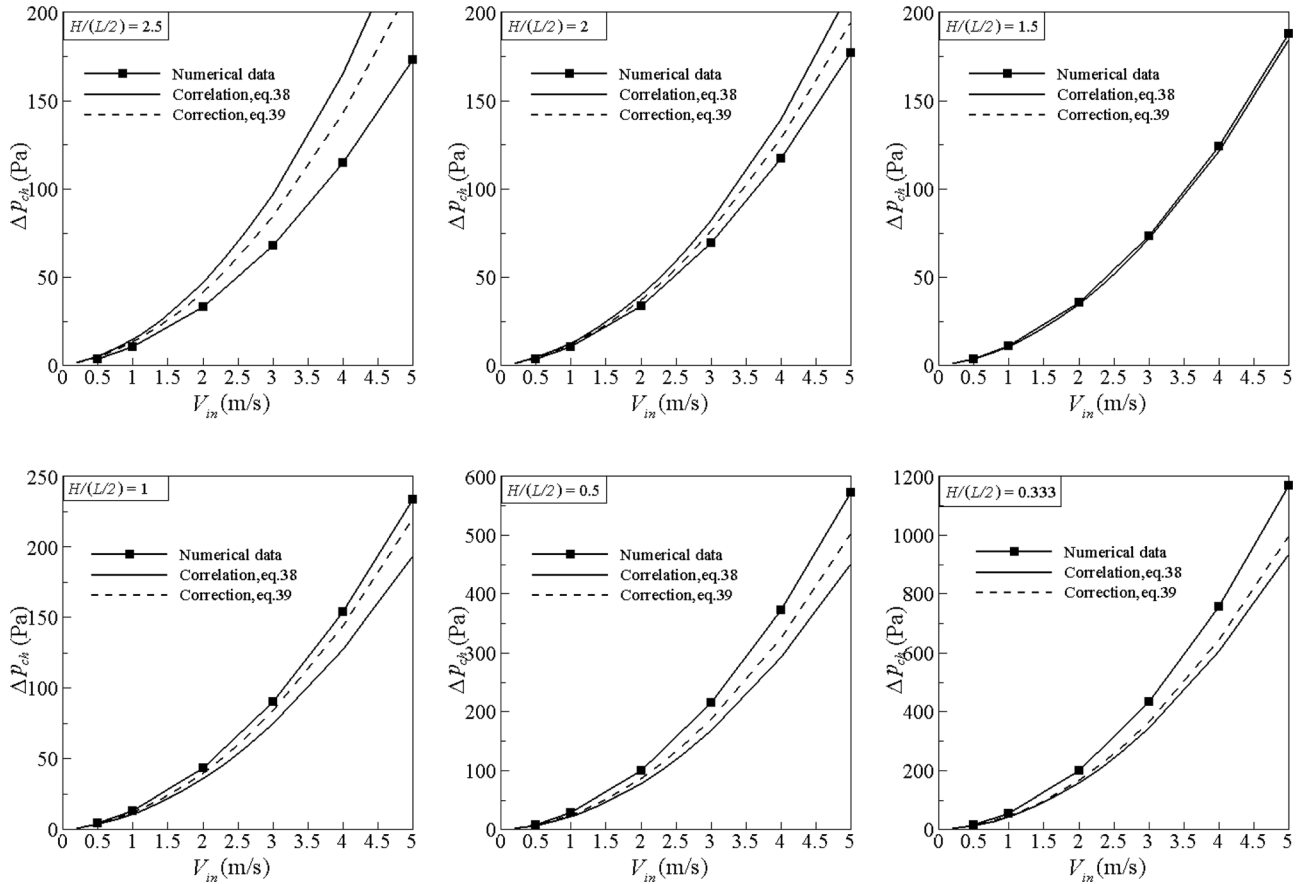 H/(L/2) = 2.5
Numerical data
Correlation,eq.38
Correction,eq.39
200
150
100
50
0
Δp_ch (Pa)
0 0.5 1 1.5 2 2.5 3 3.5 4 4.5 5
V_in (m/s)
H/(L/2) = 2
Numerical data
Correlation,eq.38
Correction,eq.39
200
150
100
50
0
Δp_ch (Pa)
0 0.5 1 1.5 2 2.5 3 3.5 4 4.5 5
V_in (m/s)
H/(L/2) = 1.5
Numerical data
Correlation,eq.38
Correction,eq.39
200
150
100
50
0
Δp_ch (Pa)
0 0.5 1 1.5 2 2.5 3 3.5 4 4.5 5
V_in (m/s)
H/(L/2) = 1
Numerical data
Correlation,eq.38
Correction,eq.39
250
200
150
100
50
0
Δp_ch (Pa)
0 0.5 1 1.5 2 2.5 3 3.5 4 4.5 5
V_in (m/s)
H/(L/2) = 0.5
Numerical data
Correlation,eq.38
Correction,eq.39
600
500
400
300
200
100
0
Δp_ch (Pa)
0 0.5 1 1.5 2 2.5 3 3.5 4 4.5 5
V_in (m/s)
H/(L/2) = 0.333
Numerical data
Correlation,eq.38
Correction,eq.39
1200
1000
800
600
400
200
0
Δp_ch (Pa)
0 0.5 1 1.5 2 2.5 3 3.5 4 4.5 5
V_in (m/s)